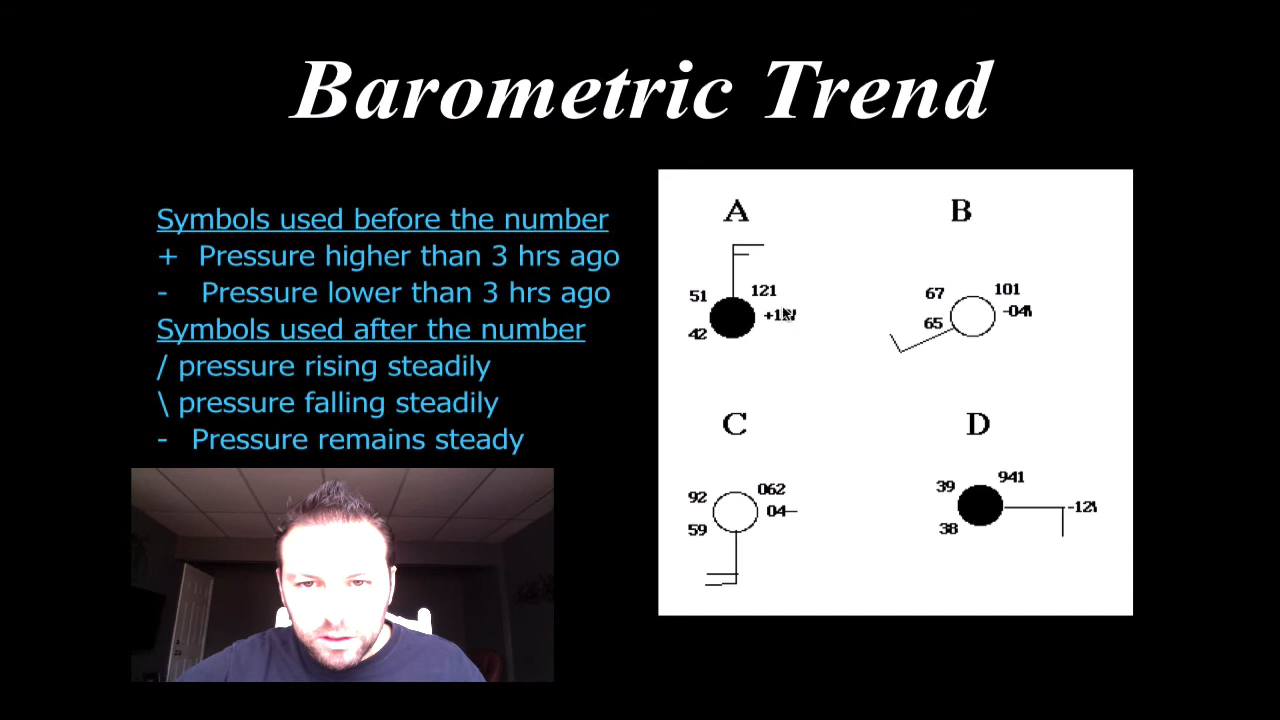 Barometric Trend
Symbols used before the number
+ Pressure higher than 3 hrs ago
- Pressure lower than 3 hrs ago
Symbols used after the number
/ pressure rising steadily
\ pressure falling steadily
- Pressure remains steady
A
51 121
42
B
67 101
65 -04\
C
92 062
04-
59
D
39 941
-12\
38